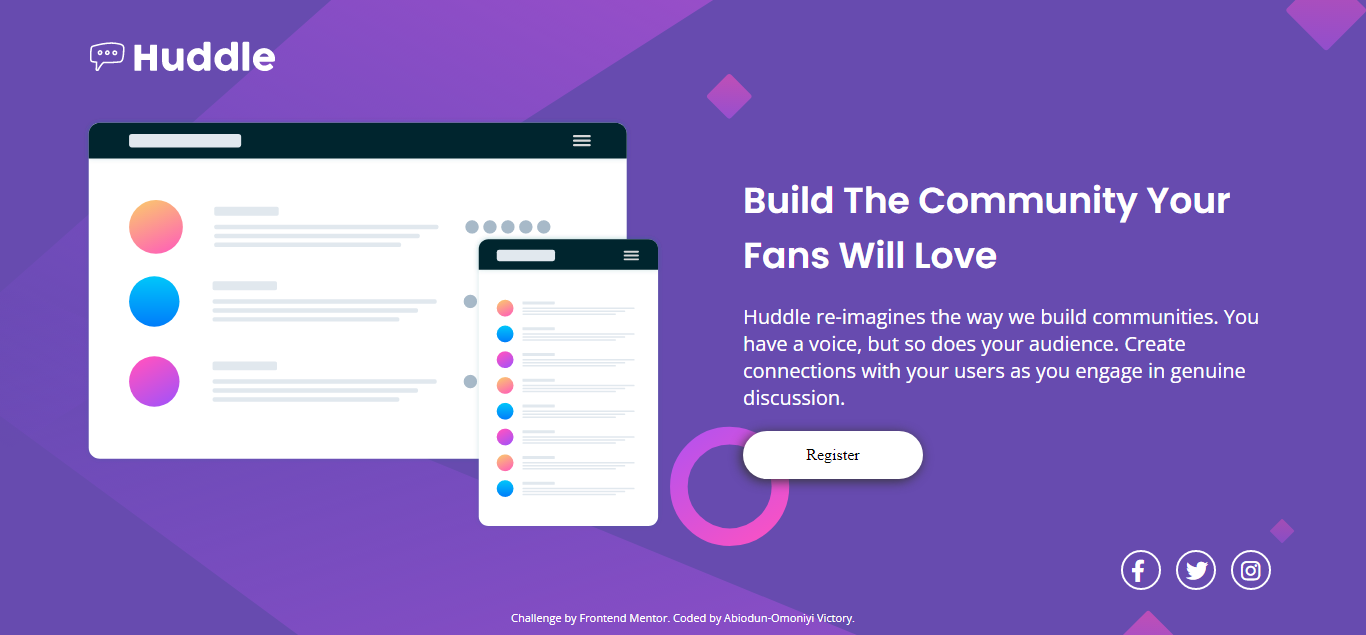 Huddle
Build The Community Your
Fans Will Love
Huddle re-imagines the way we build communities. You
have a voice, but so does your audience. Create
connections with your users as you engage in genuine
discussion.
Register
Challenge by Frontend Mentor. Coded by Abiodun-Omoniyi Victory.